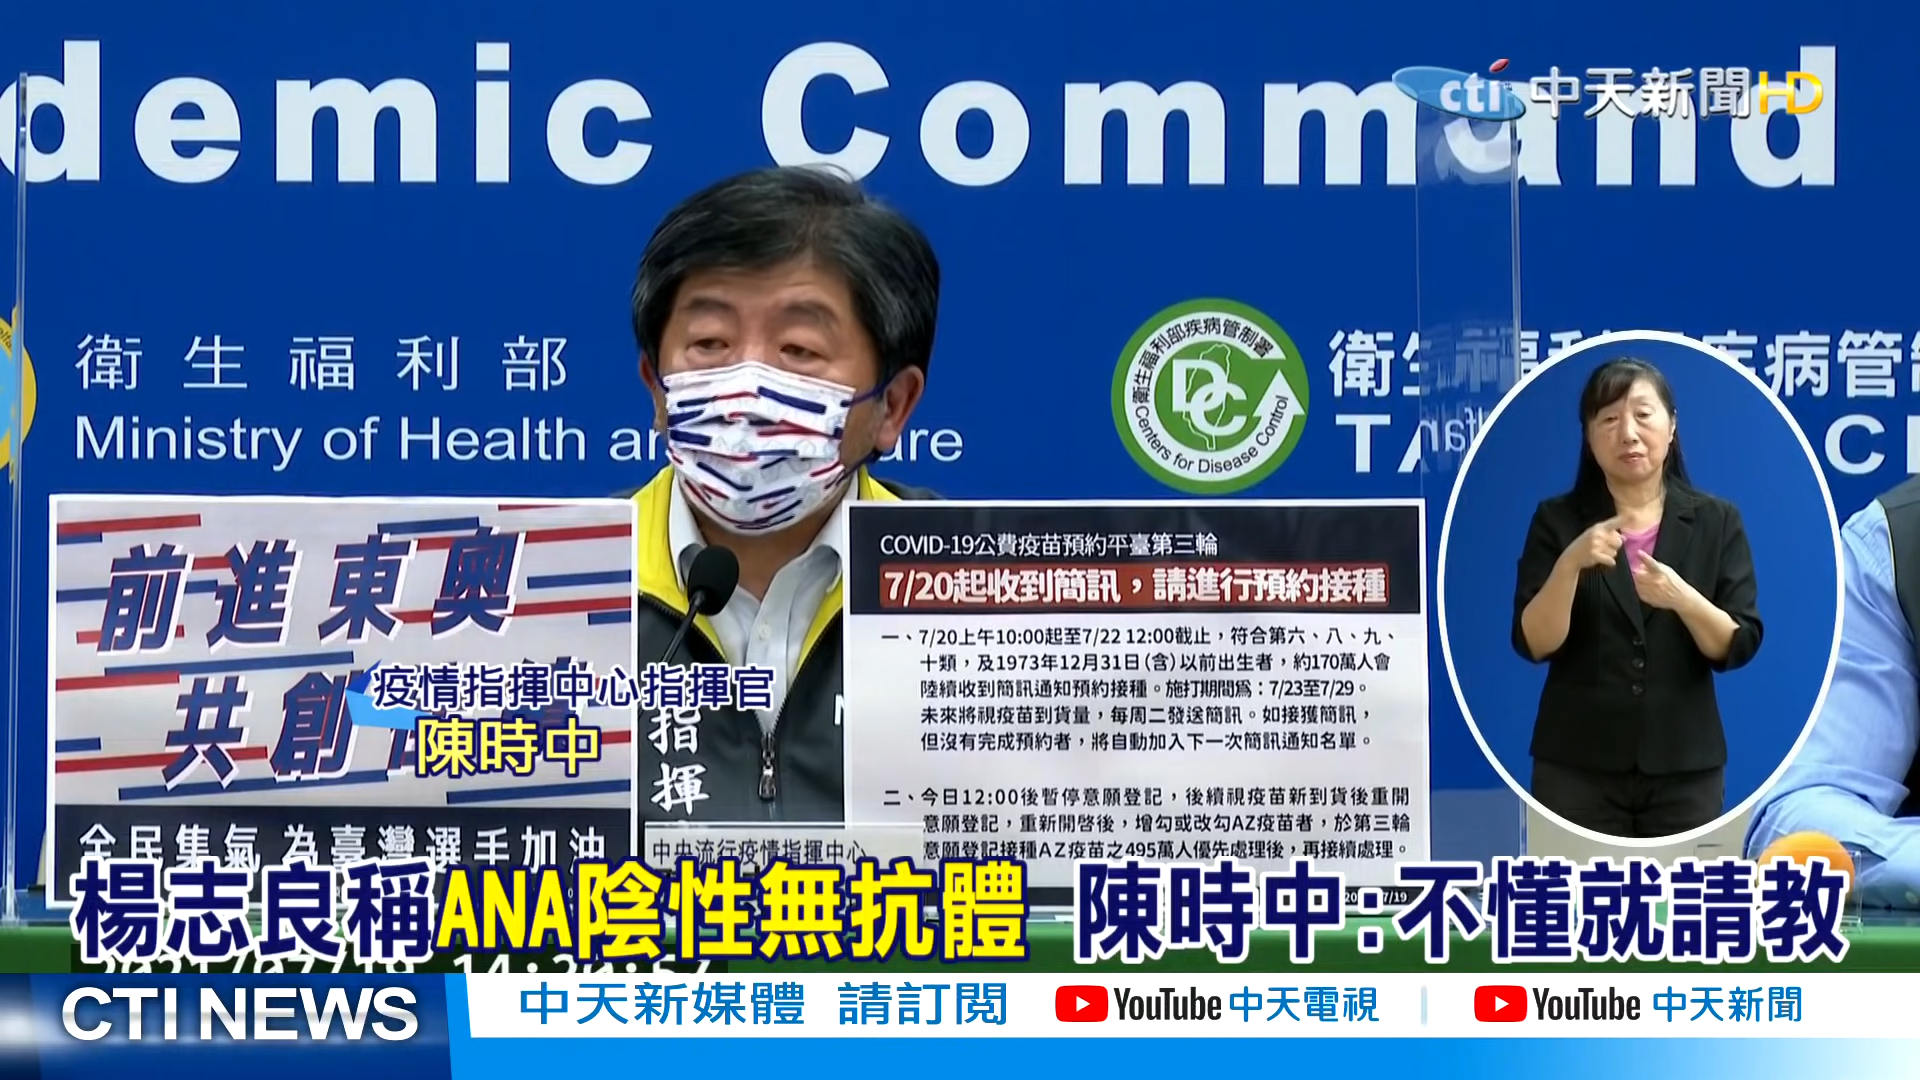 demic Command
cti 中天新聞HD
衛生福利部
Ministry of Health an
are
衛生福利部疾病管制署
Centers for Disease Control
DC
疾病管
前進東奧
共創
全民集氣 為臺灣選手加油
疫情指揮中心指揮官
陳時中
指揮
中央流行疫情指揮中心
COVID-19公費疫苗預約平臺第三輪
7/20起收到簡訊，請進行預約接種
一、7/20上午10:00起至7/22 12:00截止，符合第六、八、九、
十類，及1973年12月31日(含)以前出生者，約170萬人會
陸續收到簡訊通知預約接種。施打期間為：7/23至7/29。
未來將視疫苗到貨量，每周二發送簡訊。如接獲簡訊，
但沒有完成預約者，將自動加入下一次簡訊通知名單。
二、今日12:00後暫停意願登記，後續視疫苗新到貨後重開
意願登記，重新開啓後，增勾或改勾AZ疫苗者，於第三輪
意願登記接種AZ疫苗之495萬人優先處理後，再接續處理。
楊志良稱ANA陰性無抗體 陳時中:不懂就請教
CTI NEWS
中天新媒體 請訂閱 YouTube 中天電視 | YouTube 中天新聞